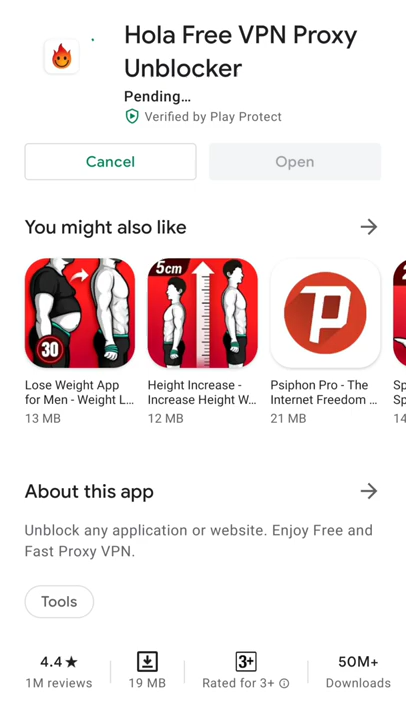 Hola Free VPN Proxy
Unblocker
Pending...
Verified by Play Protect
Cancel
Open
You might also like
30
5cm
Lose Weight App
for Men - Weight L...
13 MB
Height Increase -
Increase Height W...
12 MB
Psiphon Pro - The
Internet Freedom ...
21 MB
Sp
Sp
14
About this app
Unblock any application or website. Enjoy Free and
Fast Proxy VPN.
Tools
4.4★
1M reviews
19 MB
3+
Rated for 3+
50M+
Downloads